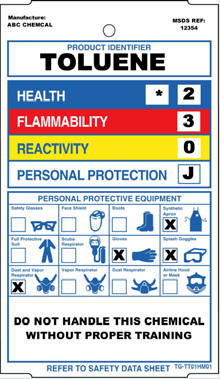 Manufacture:
ABC CHEMCAL
MSDS REF:
12354
PRODUCT IDENTIFIER
TOLUENE
HEALTH * 2
FLAMMABILITY 3
REACTIVITY 0
PERSONAL PROTECTION J
PERSONAL PROTECTIVE EQUIPMENT
Safety Glasses Face Shield Boots Synthetic Apron X
Full Protective Suit Scuba Respirator Gloves X Splash Goggles X
Dust and Vapor Respirator X Vapor Respirator Dust Respirator Airline Hood or Mask
DO NOT HANDLE THIS CHEMICAL
WITHOUT PROPER TRAINING
REFER TO SAFETY DATA SHEET TG-TT01HM01